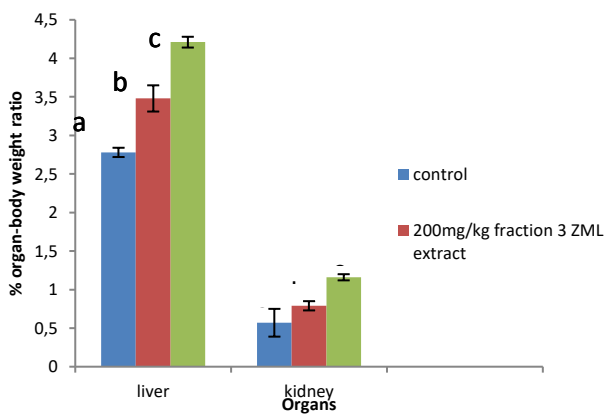 4,5
4
3,5
3
2,5
2
1,5
1
0,5
0
% organ-body weight ratio
a
b
c
liver
kidney
Organs
control
200mg/kg fraction 3 ZML
extract